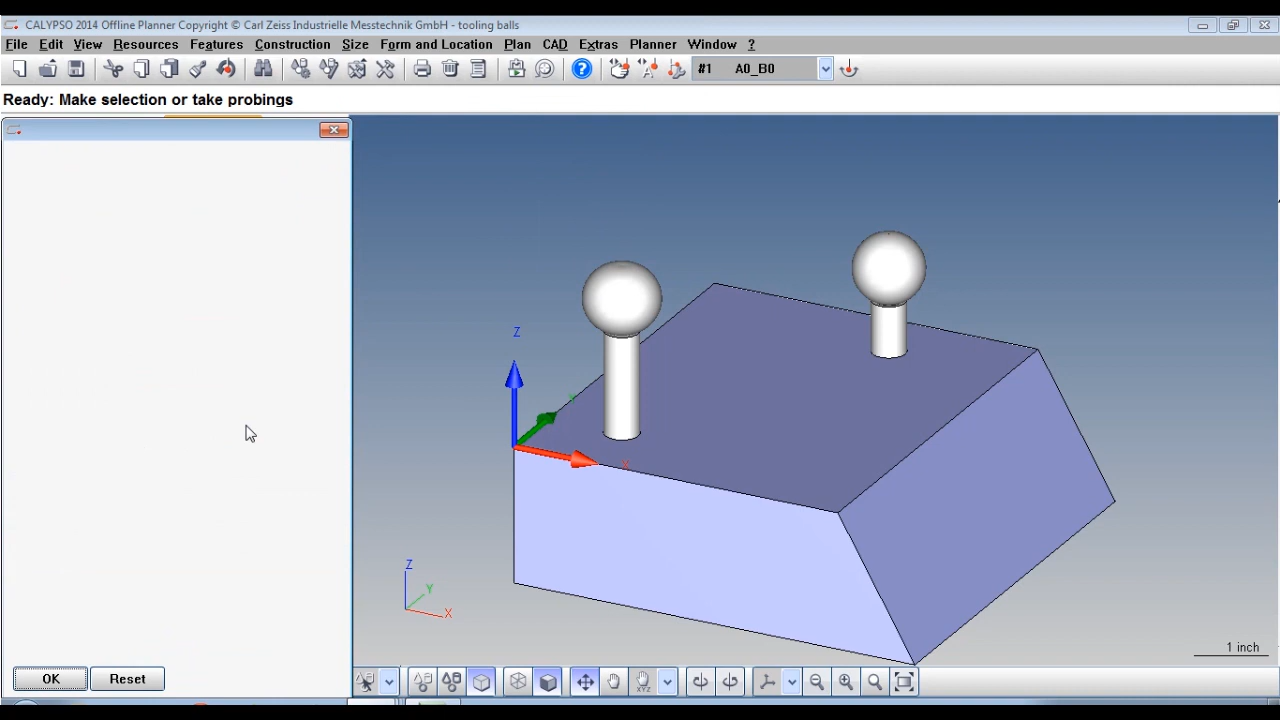 CALYPSO 2014 Offline Planner Copyright © Carl Zeiss Industrielle Messtechnik GmbH - tooling balls
File Edit View Resources Features Construction Size Form and Location Plan CAD Extras Planner Window ?
#1 A0_B0
Ready: Make selection or take probings
Z
Y
X
Z
Y
X
1 inch
OK Reset
XYZ